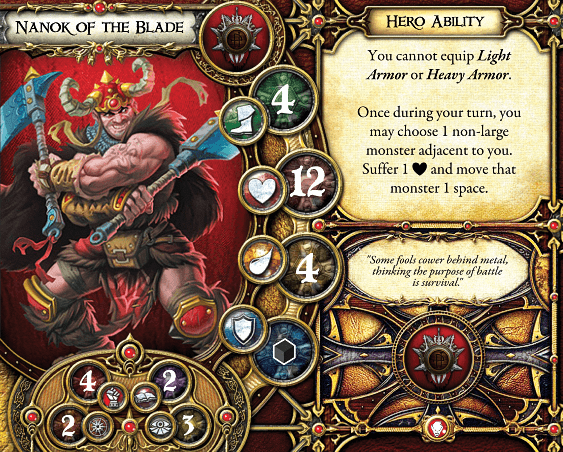 Nanok of the Blade
4
12
4
4
2
2
3
Hero Ability
You cannot equip Light
Armor or Heavy Armor.
Once during your turn, you
may choose 1 non-large
monster adjacent to you.
Suffer 1 ♥ and move that
monster 1 space.
"Some fools cower behind metal,
thinking the purpose of battle
is survival."